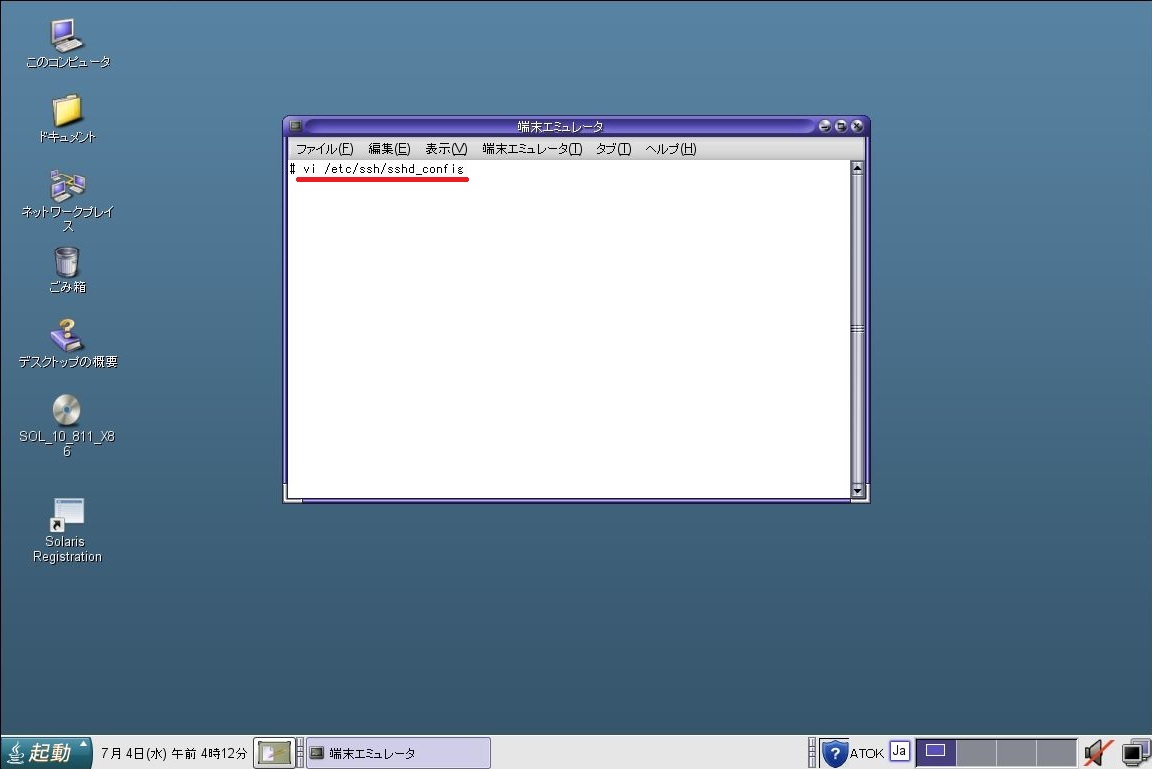 このコンピュータ
ドキュメント
ネットワークプレイ
ス
ごみ箱
デスクトップの概要
SOL_10_811_X8
6
Solaris
Registration
端末エミュレータ
ファイル(F) 編集(E) 表示(V) 端末エミュレータ(T) タブ(T) ヘルプ(H)
# vi /etc/ssh/sshd_config
起動 7月 4日(水) 午前 4時12分 端末エミュレータ ? ATOK Ja